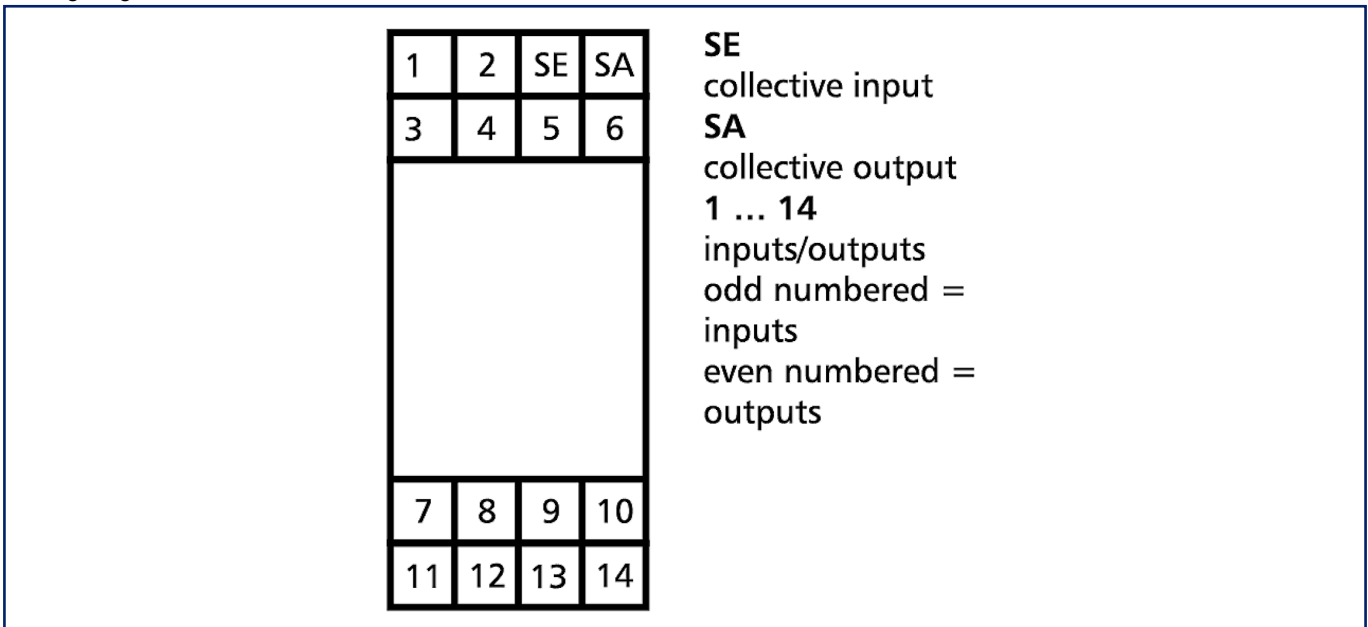 1 2 SE SA
3 4 5 6
7 8 9 10
11 12 13 14
SE
collective input
SA
collective output
1 ... 14
inputs/outputs
odd numbered =
inputs
even numbered =
outputs